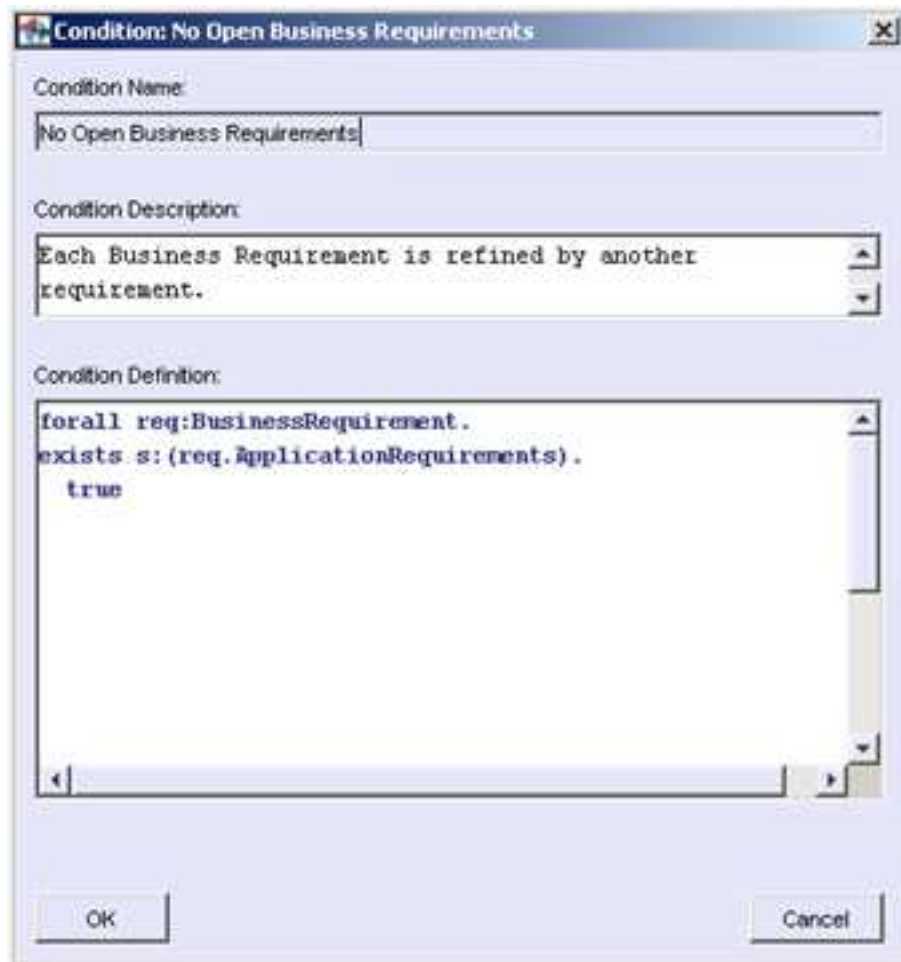 Condition: No Open Business Requirements
Condition Name:
No Open Business Requirements
Condition Description:
Each Business Requirement is refined by another
requirement.
Condition Definition:
forall req:BusinessRequirement.
exists s:(req.ApplicationRequirements).
true
OK
Cancel